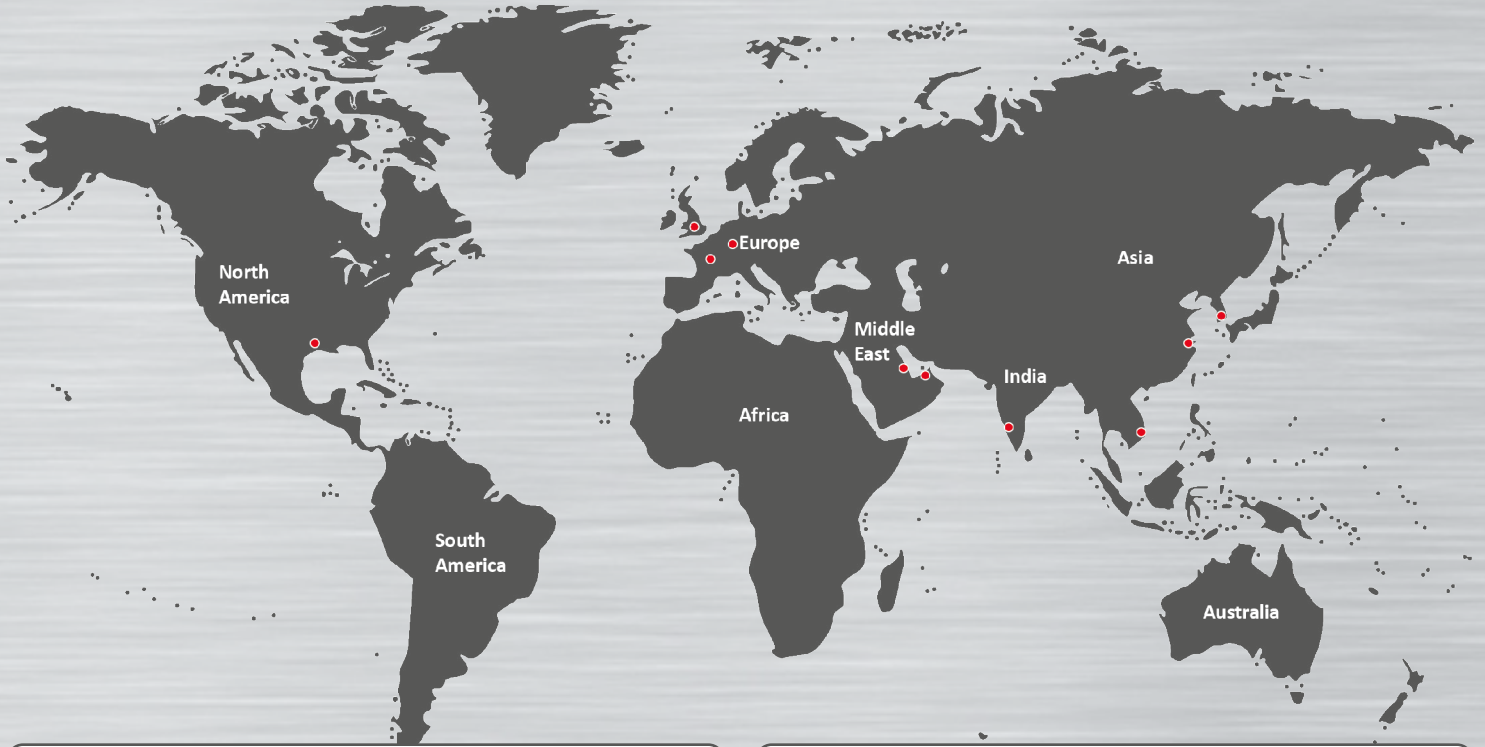 North
America
Europe
Asia
Middle
East
India
Africa
South
America
Australia